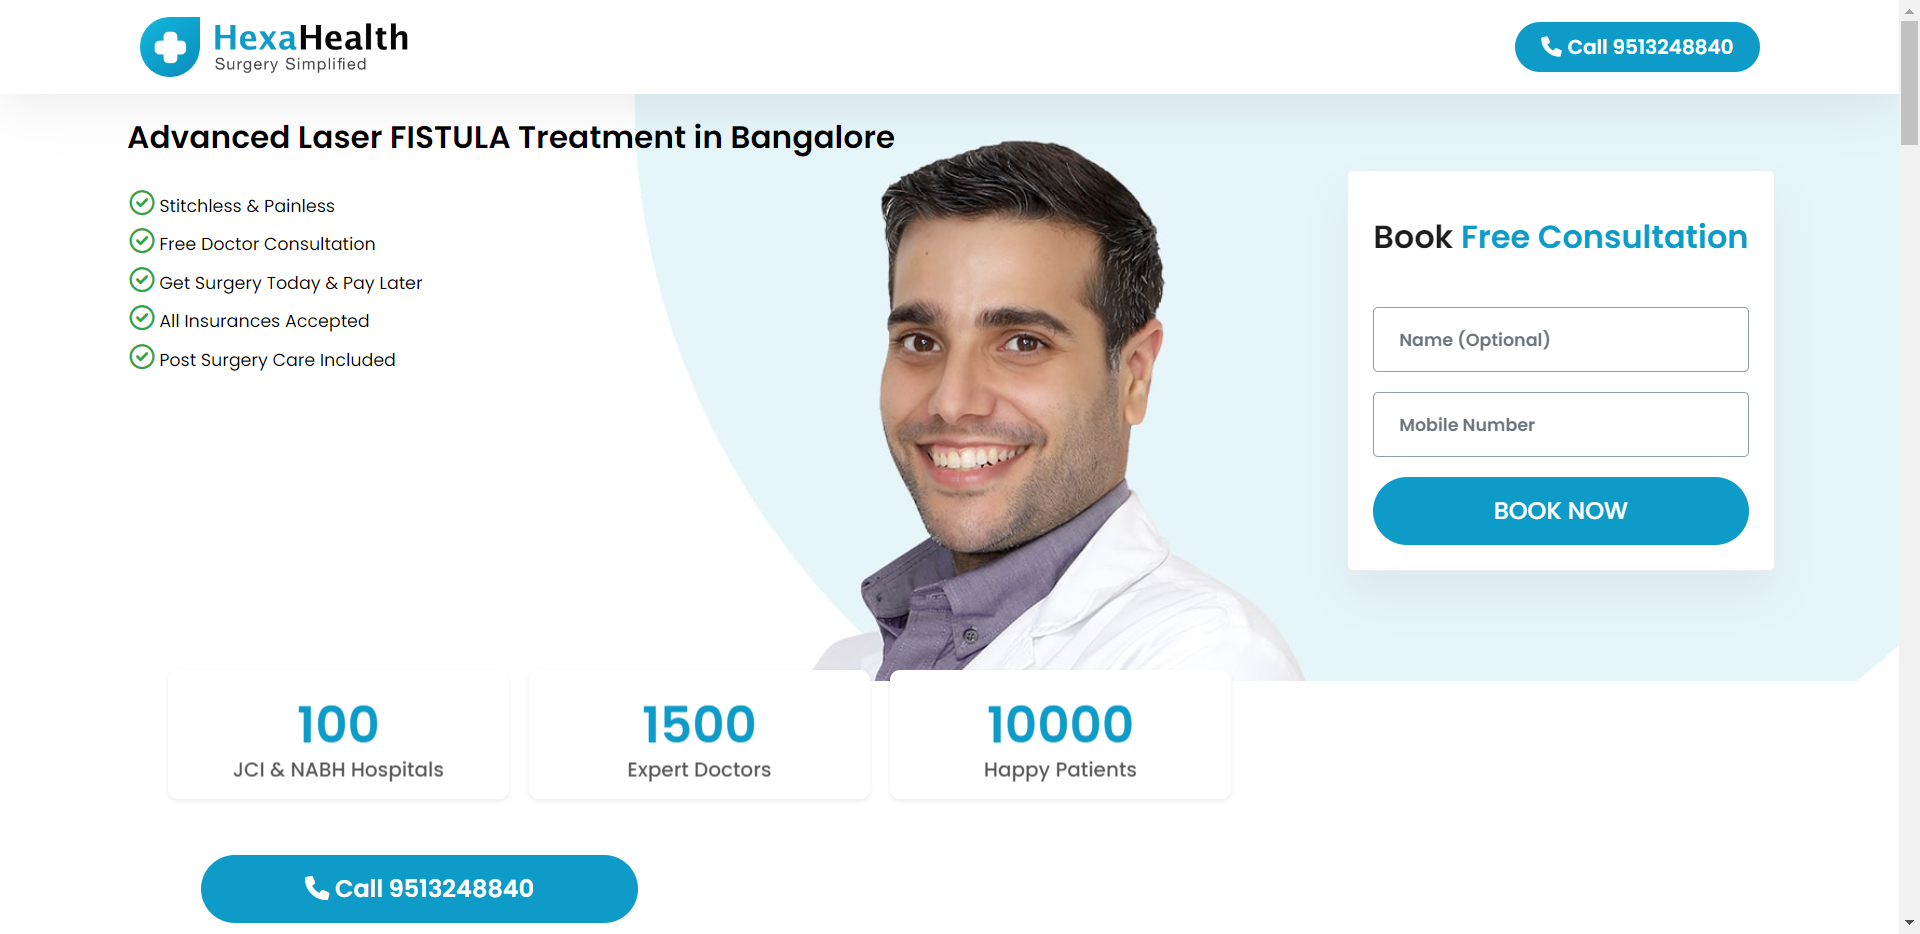 HexaHealth
Surgery Simplified
Call 9513248840
Advanced Laser FISTULA Treatment in Bangalore
Stitchless & Painless
Free Doctor Consultation
Get Surgery Today & Pay Later
All Insurances Accepted
Post Surgery Care Included
Book Free Consultation
Name (Optional)
Mobile Number
BOOK NOW
100
JCI & NABH Hospitals
1500
Expert Doctors
10000
Happy Patients
Call 9513248840